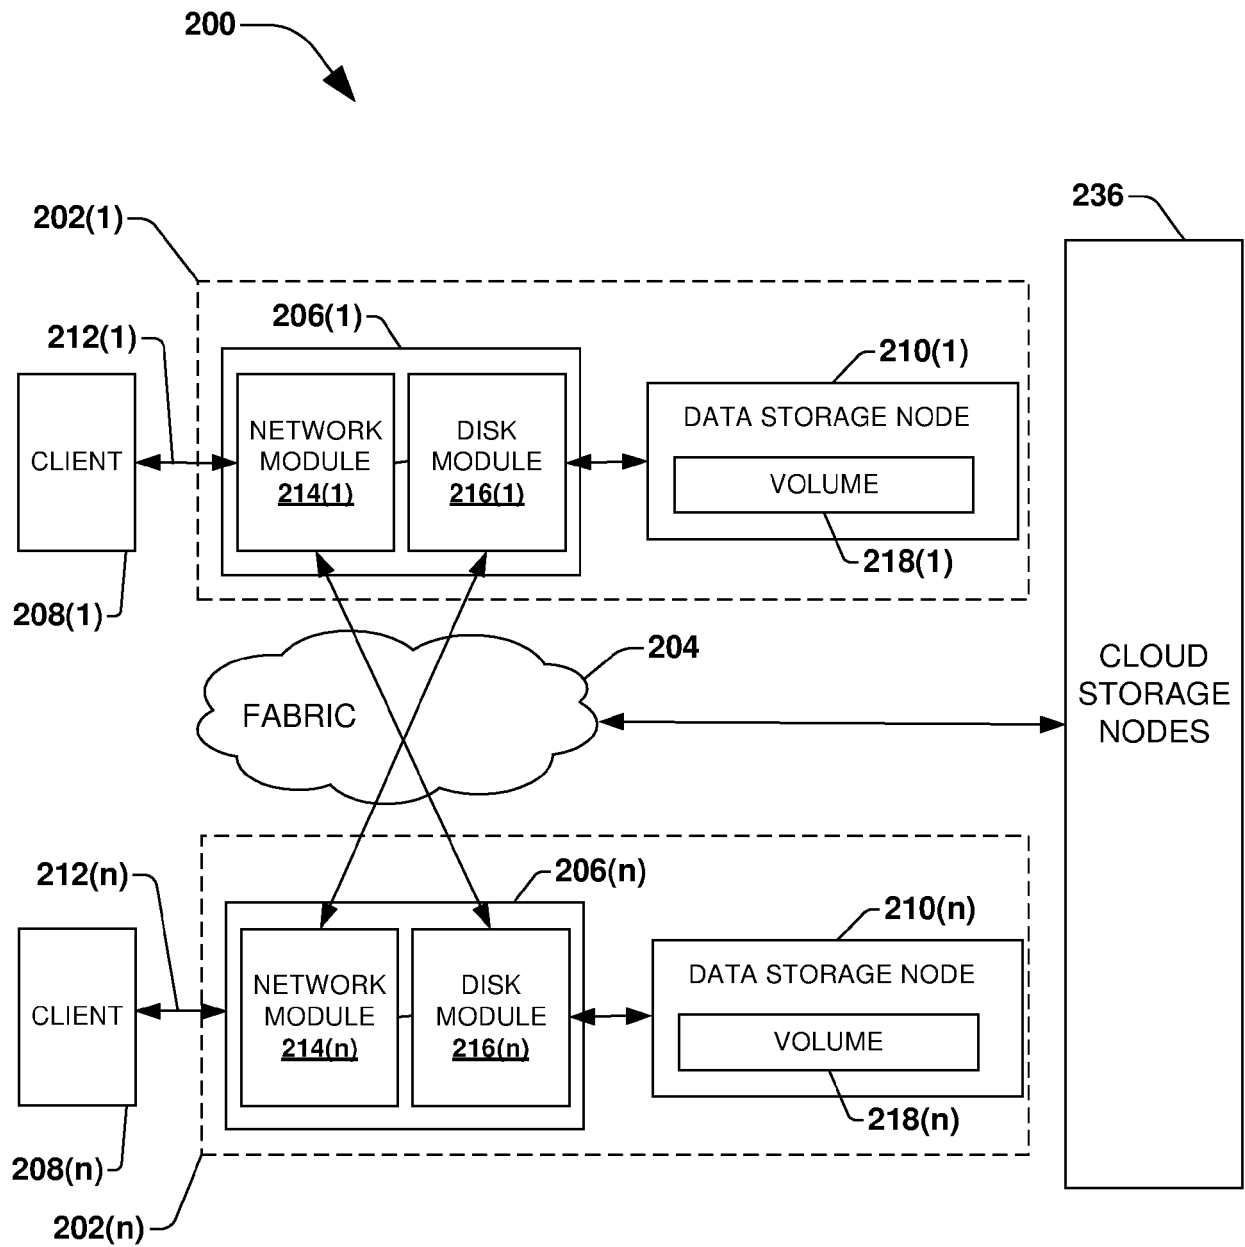 200
236
202(1)
206(1)
212(1)
210(1)
DATA STORAGE NODE
NETWORK
MODULE
214(1)
DISK
MODULE
216(1)
CLIENT
VOLUME
218(1)
208(1)
204
FABRIC
CLOUD
STORAGE
NODES
212(n)
206(n)
210(n)
DATA STORAGE NODE
NETWORK
MODULE
214(n)
DISK
MODULE
216(n)
CLIENT
VOLUME
218(n)
208(n)
202(n)